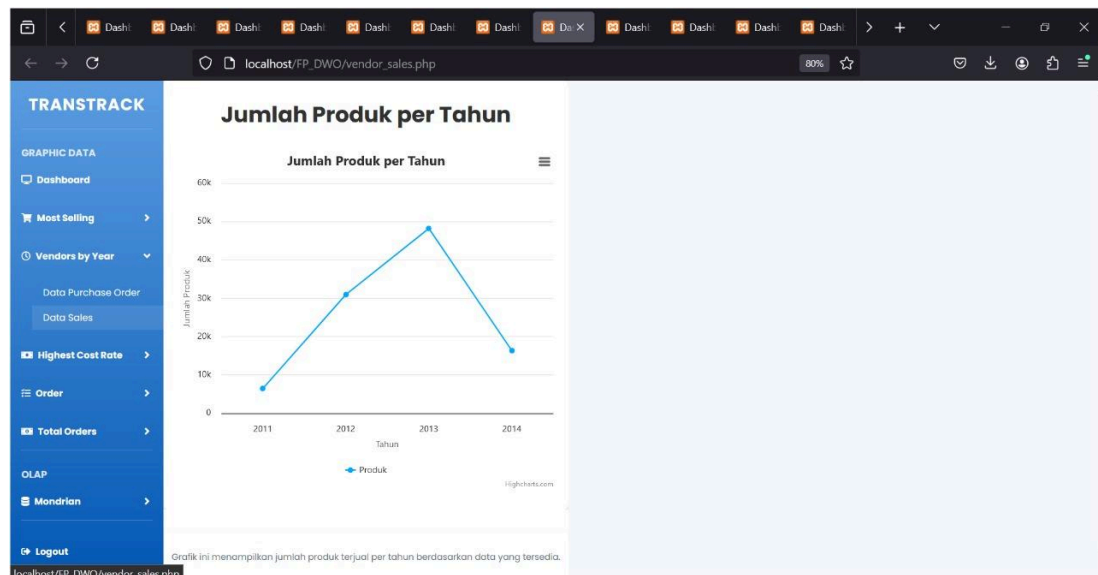 Dashl
Dashl
Dashl
Dashl
Dashl
Dashl
Dashl
Da
Dashl
Dashl
Dashl
Dashl
localhost/FP_DWO/vendor_sales.php
80%
TRANSTRACK
GRAPHIC DATA
Dashboard
Most Selling
Vendors by Year
Data Purchase Order
Data Sales
Highest Cost Rate
Order
Total Orders
OLAP
Mondrian
Logout
localhost/FP_DWO/vendor_sales.php
Jumlah Produk per Tahun
Jumlah Produk per Tahun
60k
50k
40k
30k
20k
10k
0
Jumlah Produk
2011 2012 2013 2014
Tahun
Produk
Highcharts.com
Grafik ini menampilkan jumlah produk terjual per tahun berdasarkan data yang tersedia.